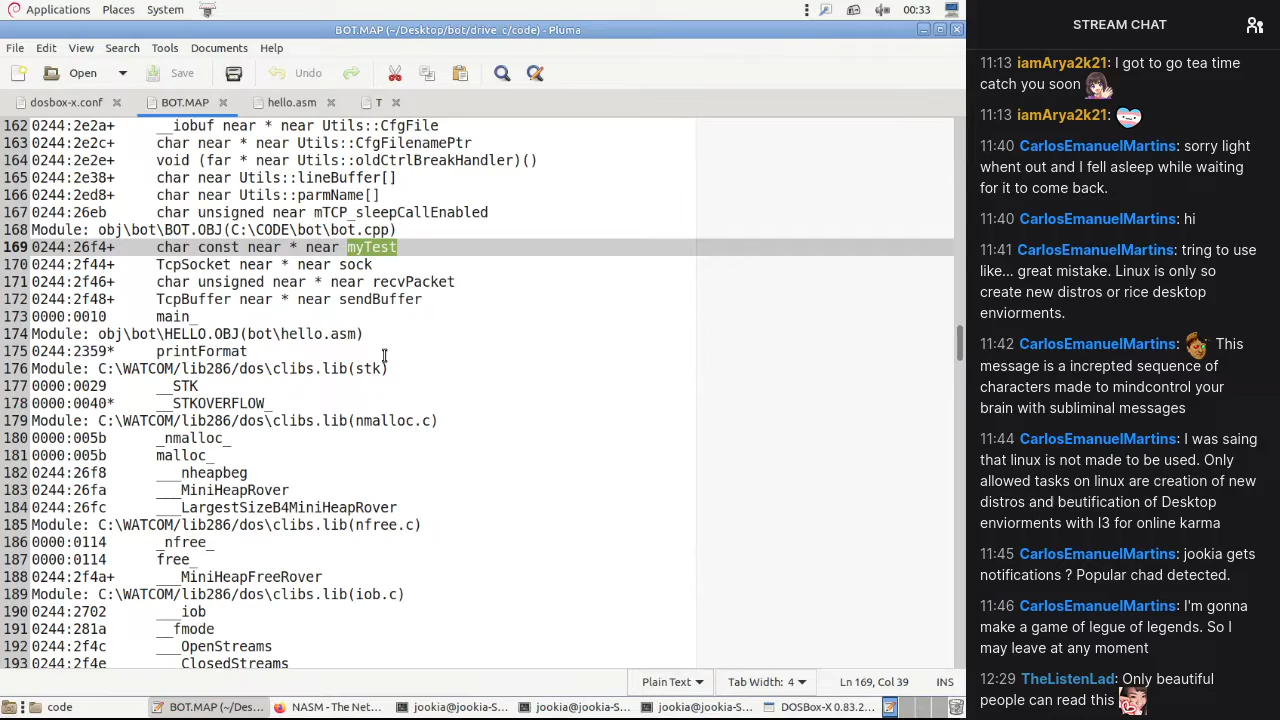 Applications Places System 00:33
BOT.MAP (~/Desktop/bot/drive_c/code) - Pluma
File Edit View Search Tools Documents Help
Open Save Undo
dosbox-x.conf BOT.MAP hello.asm T
162 0244:2e2a+ __iobuf near * near Utils::CfgFile
163 0244:2e2c+ char near * near Utils::CfgFilenamePtr
164 0244:2e2e+ void (far * near Utils::oldCtrlBreakHandler)()
165 0244:2e38+ char near Utils::lineBuffer[]
166 0244:2ed8+ char near Utils::parmName[]
167 0244:26eb char unsigned near mTCP_sleepCallEnabled
168 Module: obj\bot\BOT.OBJ(C:\CODE\bot\bot.cpp)
169 0244:26f4+ char const near * near myTest
170 0244:2f44+ TcpSocket near * near sock
171 0244:2f46+ char unsigned near * near recvPacket
172 0244:2f48+ TcpBuffer near * near sendBuffer
173 0000:0010 main_
174 Module: obj\bot\HELLO.OBJ(bot\hello.asm)
175 0244:2359* printFormat
176 Module: C:\WATCOM/lib286/dos\clibs.lib(stk)
177 0000:0029 __STK
178 0000:0040* __STKOVERFLOW_
179 Module: C:\WATCOM/lib286/dos\clibs.lib(nmalloc.c)
180 0000:005b _nmalloc_
181 0000:005b malloc_
182 0244:26f8 ___nheapbeg
183 0244:26fa ___MiniHeapRover
184 0244:26fc ___LargestSizeB4MiniHeapRover
185 Module: C:\WATCOM/lib286/dos\clibs.lib(nfree.c)
186 0000:0114 _nfree_
187 0000:0114 free_
188 0244:2f4a+ ___MiniHeapFreeRover
189 Module: C:\WATCOM/lib286/dos\clibs.lib(iob.c)
190 0244:2702 ___iob
191 0244:281a __fmode
192 0244:2f4c ___OpenStreams
193 0244:2f4e ___ClosedStreams
Plain Text Tab Width: 4 Ln 169, Col 39 INS
code BOT.MAP (~/Des... NASM - The Net... jookia@jookia-S... jookia@jookia-S... jookia@jookia-S... DOSBox-X 0.83.2...
STREAM CHAT
11:13 iamArya2k21: I got to go tea time
catch you soon
11:13 iamArya2k21:
11:40 CarlosEmanuelMartins: sorry light
whent out and I fell asleep while waiting
for it to come back.
11:40 CarlosEmanuelMartins: hi
11:41 CarlosEmanuelMartins: tring to use
like... great mistake. Linux is only so
create new distros or rice desktop
enviorments.
11:42 CarlosEmanuelMartins: This
message is a increpted sequence of
characters made to mindcontrol your
brain with subliminal messages
11:44 CarlosEmanuelMartins: I was saing
that linux is not made to be used. Only
allowed tasks on linux are creation of new
distros and beutification of Desktop
enviorments with I3 for online karma
11:45 CarlosEmanuelMartins: jookia gets
notifications ? Popular chad detected.
11:46 CarlosEmanuelMartins: I'm gonna
make a game of legue of legends. So I
may leave at any moment
12:29 TheListenLad: Only beautiful
people can read this